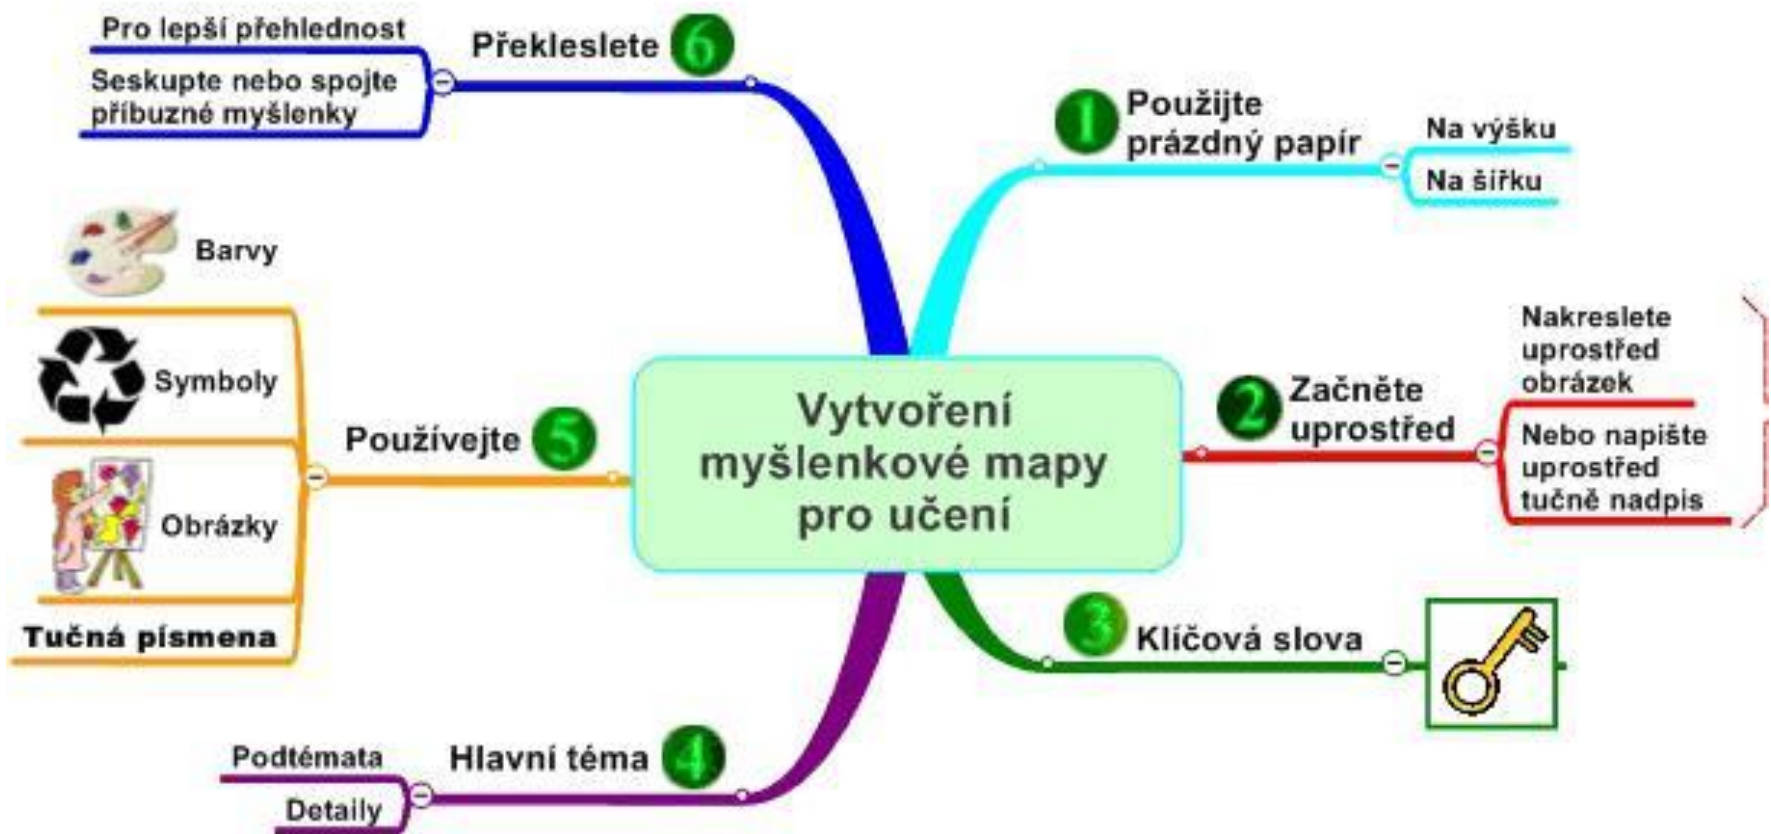 Vytvoření
myšlenkové mapy
pro učení
1
Použijte
prázdný papír
Na výšku
Na šířku
2
Začněte
uprostřed
Nakreslete
uprostřed
obrázek
Nebo napište
uprostřed
tučně nadpis
3
Klíčová slova
4
Hlavní téma
Podtémata
Detaily
5
Používejte
Barvy
Symboly
Obrázky
Tučná písmena
6
Překleslete
Pro lepší přehlednost
Seskupte nebo spojte
příbuzné myšlenky